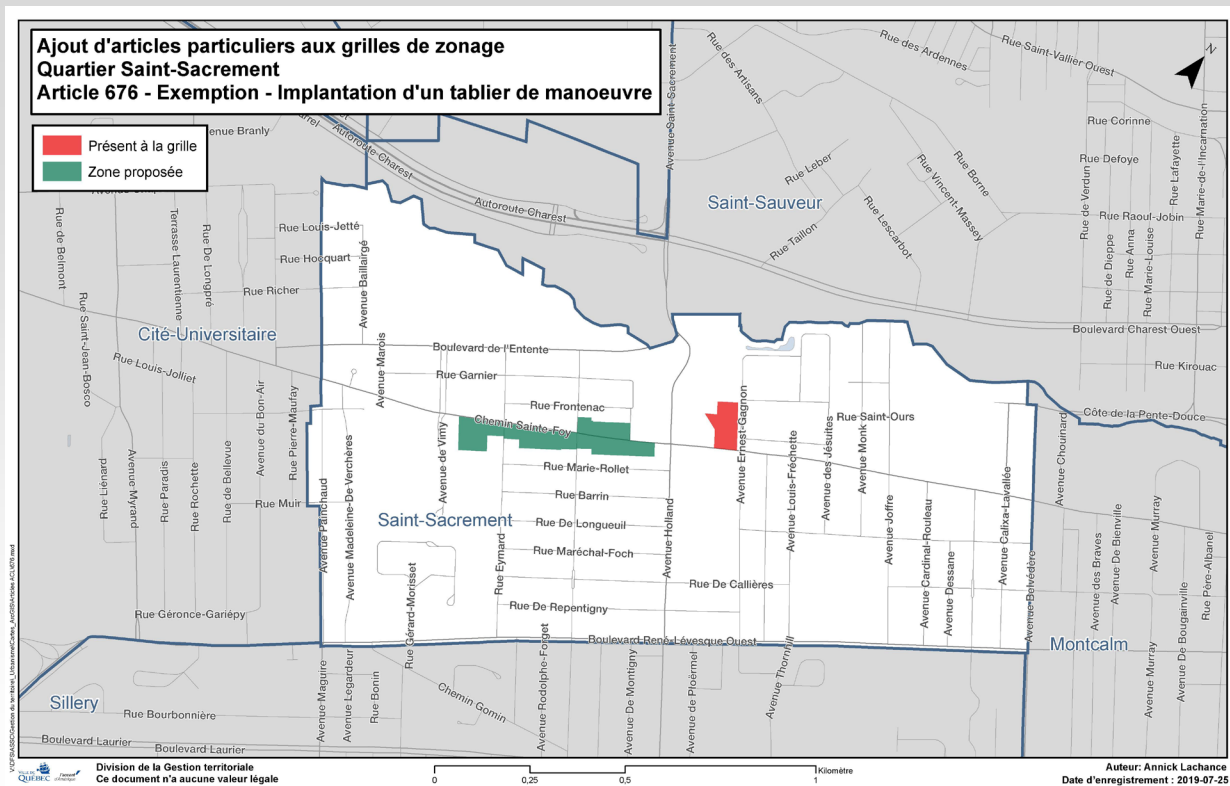 Ajout d'articles particuliers aux grilles de zonage
Quartier Saint-Sacrement
Article 676 - Exemption - Implantation d'un tablier de manoeuvre
Présent à la grille
Zone proposée
N
Rue des Artisans
Rue des Ardennes
Rue Saint-Vallier Ouest
Avenue Saint-Sacrement
enue Branly
Autoroute Charest
Autoroute Charest
Rue Corinne
Rue Defoye
Rue Lafayette
Rue Marie-de-l'Incarnation
Rue Leber
Rue Borne
Rue Vincent-Massey
Rue de Verdun
Saint-Sauveur
Rue Raoul-Jobin
Rue Lescarbot
Rue Taillon
Rue de Dieppe
Rue Anna
Rue Marie-Louise
Rue de Belmont
Terrasse Laurentienne
Rue De Longpré
Rue Louis-Jetté
Rue Hocquart
Rue Richer
Avenue Baillairgé
Rue Saint-Jean-Bosco
Cité-Universitaire
Boulevard Charest Ouest
Rue Louis-Jolliet
Avenue Marois
Boulevard de l'Entente
Rue Garnier
Rue Kirouac
Rue Frontenac
Chemin Sainte-Foy
Avenue Ernest-Gagnon
Rue Saint-Ours
Côte de la Pente-Douce
Avenue du Bon-Air
Rue Pierre-Maufay
Avenue de Vimy
Rue Marie-Rollet
Rue Liénard
Avenue Myrand
Rue Paradis
Rue Rochette
Rue de Bellevue
Rue Muir
Avenue Painchaud
Avenue Madeleine-De Verchères
Rue Barrin
Avenue Holland
Avenue Louis-Fréchette
Avenue des Jésuites
Avenue Monk
Avenue Joffre
Avenue Cardinal-Rouleau
Avenue Dessane
Avenue Calixa-Lavallée
Avenue Chouinard
Saint-Sacrement
Rue De Longueuil
Rue Maréchal-Foch
Rue Eymard
Rue De Callières
Rue De Repentigny
Rue Gérard-Morisset
Rue Géronce-Gariépy
Boulevard René-Lévesque Ouest
Avenue Belvédère
Avenue des Braves
Avenue De Bienville
Avenue Murray
Rue Père-Albarel
Montcalm
Avenue Murray
Avenue De Bougainville
Sillery
Avenue Maguire
Avenue Legardeur
Rue Bonin
Chemin Gomin
Avenue Rodolphe-Forget
Avenue De Montigny
Avenue de Ploërmel
Avenue Thornhill
Rue Bourbonnière
Boulevard Laurier
Boulevard Laurier
VILLE DE
QUÉBEC
Division de la Gestion territoriale
Ce document n'a aucune valeur légale
0 0,25 0,5 1
Kilomètre
Auteur: Annick Lachance
Date d'enregistrement : 2019-07-25